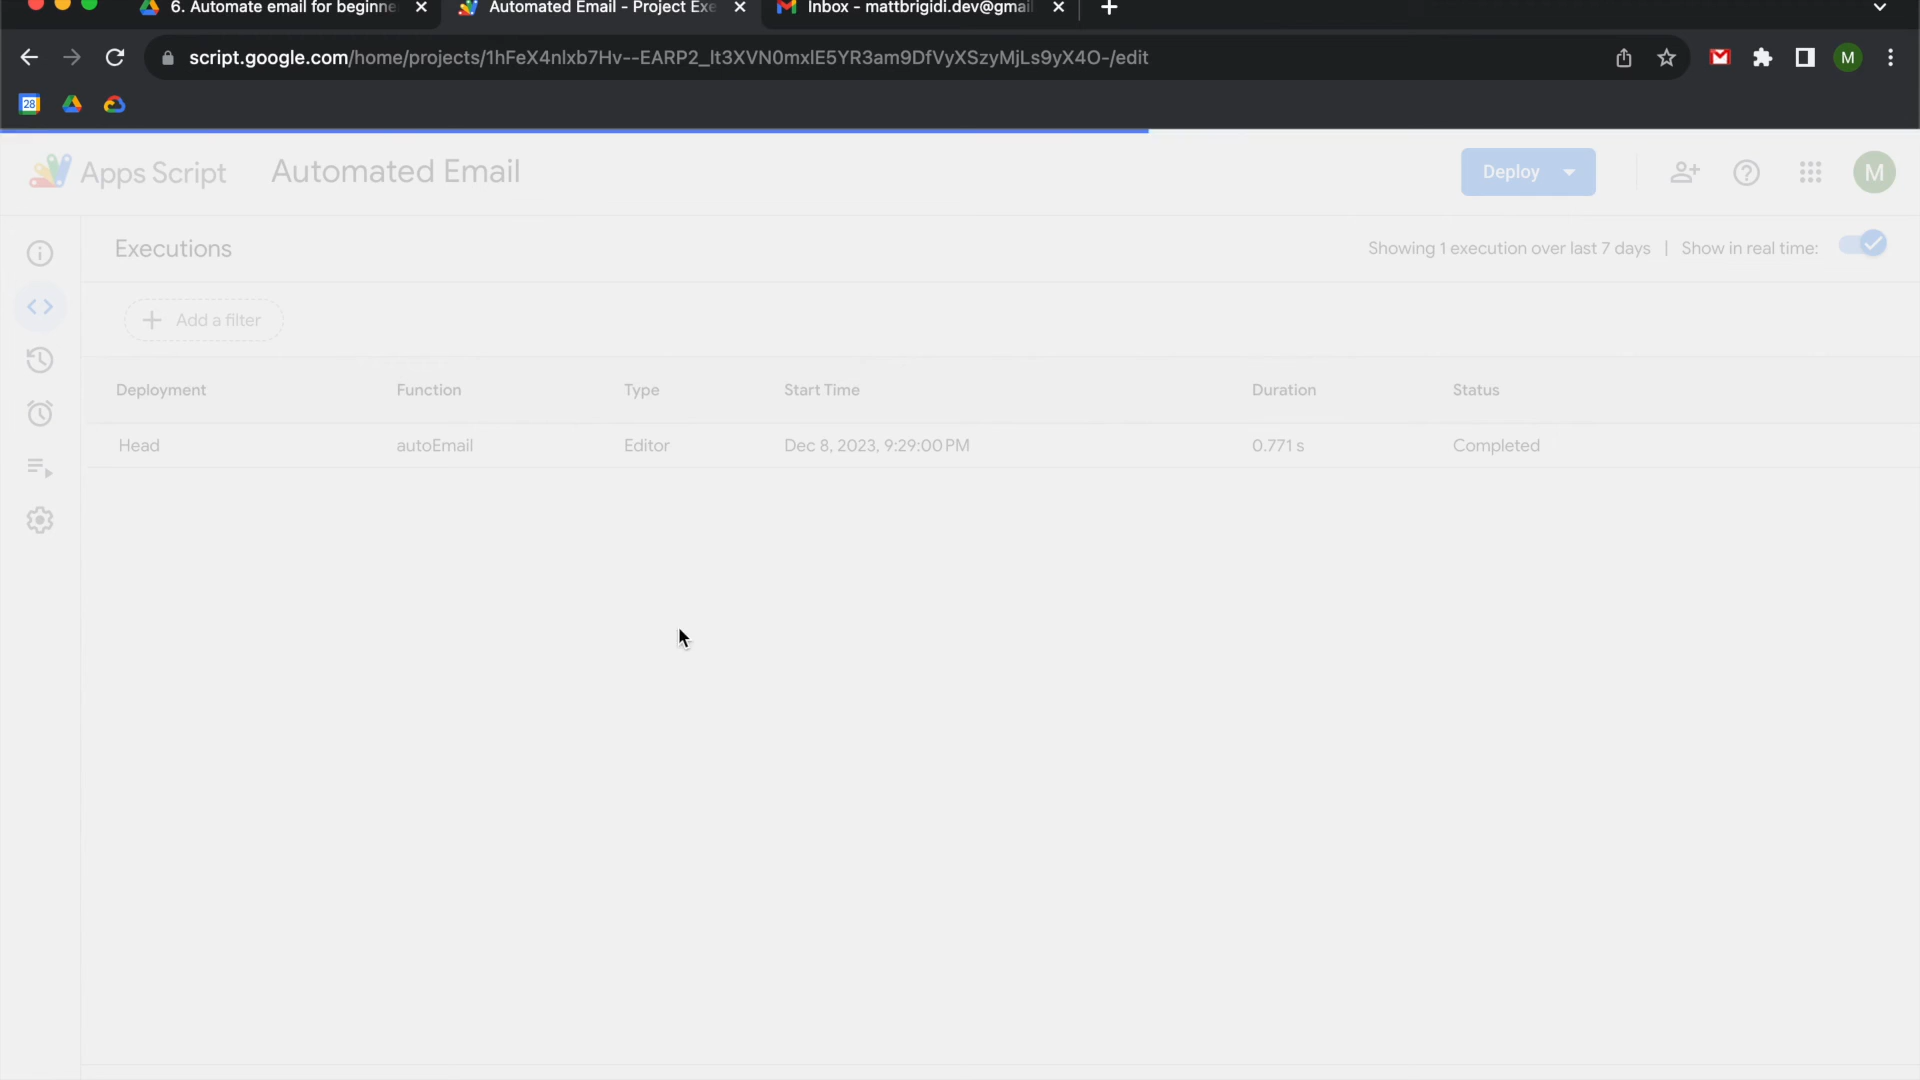 6. Automate email for beginne
Automated Email - Project Exe
Inbox - mattbrigidi.dev@gmail
script.google.com/home/projects/1hFeX4nlxb7Hv--EARP2_lt3XVN0mxlE5YR3am9DfVyXSzyMjLs9yX4O-/edit
M
28
Apps Script
Automated Email
Deploy
M
Executions
Showing 1 execution over last 7 days | Show in real time:
Add a filter
Deployment Function Type Start Time Duration Status
Head autoEmail Editor Dec 8, 2023, 9:29:00 PM 0.771 s Completed